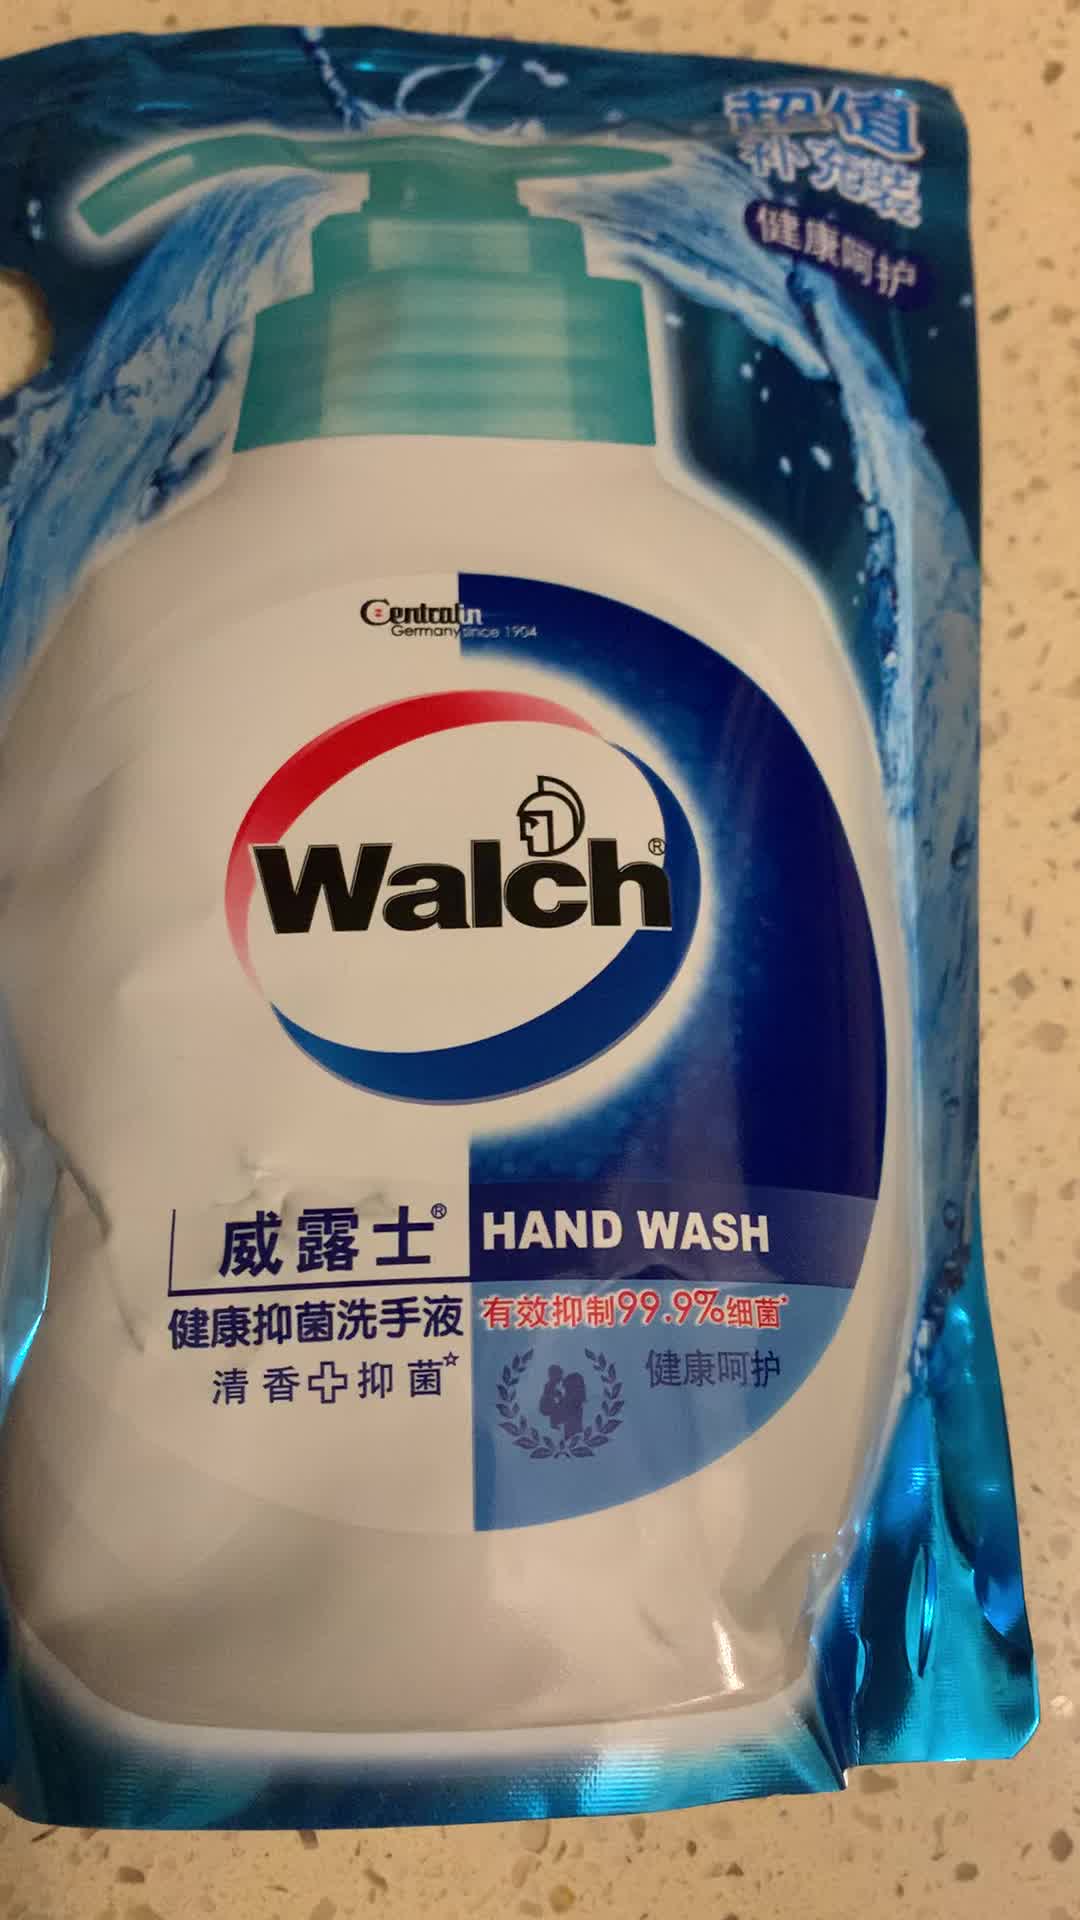 超值
补充装
健康呵护
Centralin
Germany since 1904
Walch®
威露士®
HAND WASH
健康抑菌洗手液
有效抑制99.9%细菌*
清香+抑菌☆
健康呵护